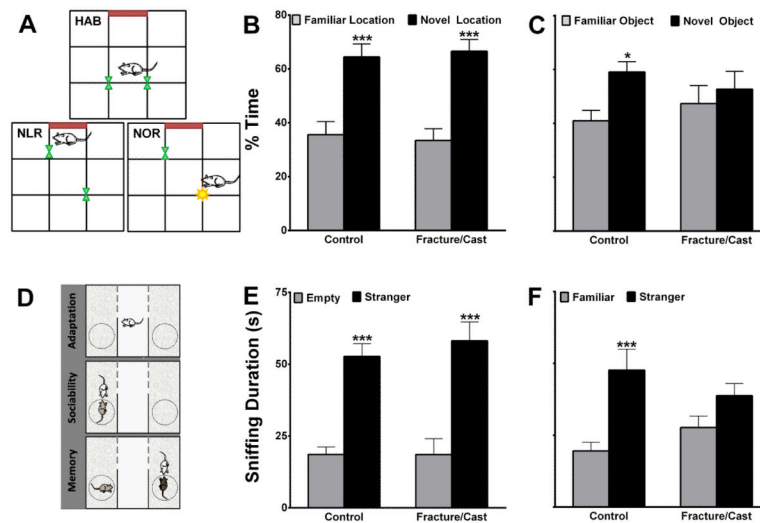 A
HAB
NLR
NOR
B
Familiar Location Novel Location
% Time
80
60
40
20
0
***
***
Control Fracture/Cast
C
Familiar Object Novel Object
*
Control Fracture/Cast
D
Adaptation
Sociability
Memory
E
Empty Stranger
Sniffing Duration (s)
75
50
25
0
***
***
Control Fracture/Cast
F
Familiar Stranger
***
Control Fracture/Cast